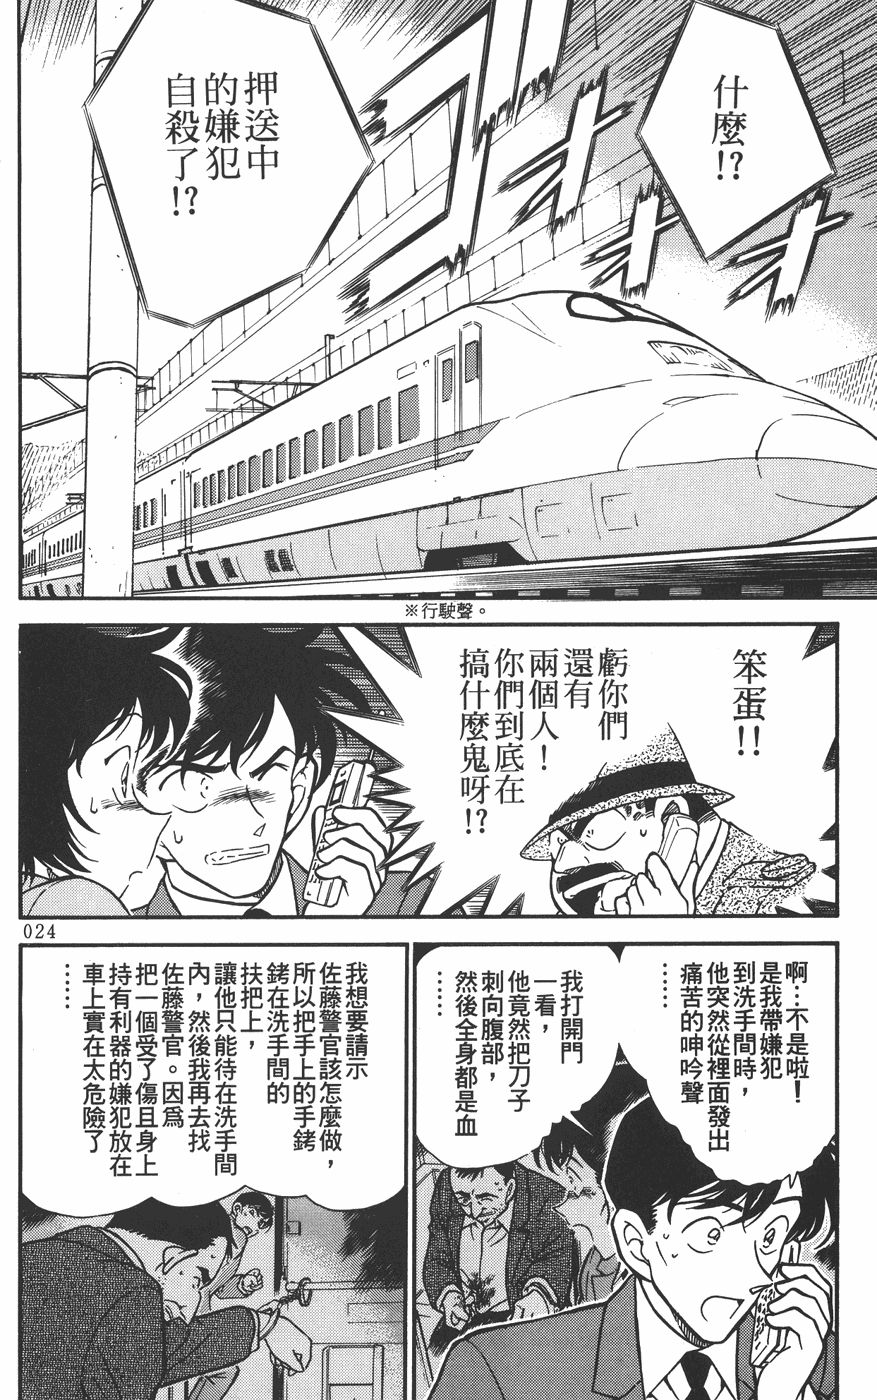 什麼!?
押送中
的嫌犯
自殺了!?
ゴオオオ
※行駛聲。
笨蛋!!
虧你們
還有
兩個人!
你們到底在
搞什麼鬼呀!?
024
啊…不是啦!
是我帶嫌犯
到洗手間時,
他突然從裡面發出
痛苦的呻吟聲
……
我打開門
一看,
他竟然把刀子
刺向腹部,
然後全身都是血
……
我想要請示
佐藤警官該怎麼做,
所以把手上的手銬
銬在洗手間的
扶把上,
讓他只能待在洗手間
內,然後我再去找
佐藤警官。因為
把一個受了傷且身上
持有利器的嫌犯放在
車上實在太危險了
……